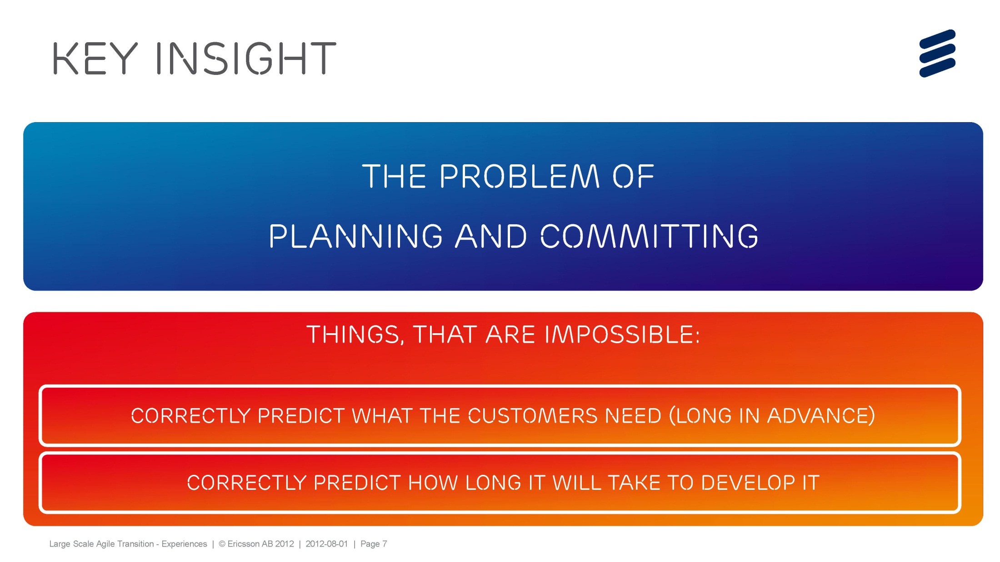 KEY INSIGHT
THE PROBLEM OF
PLANNING AND COMMITTING
THINGS, THAT ARE IMPOSSIBLE:
CORRECTLY PREDICT WHAT THE CUSTOMERS NEED (LONG IN ADVANCE)
CORRECTLY PREDICT HOW LONG IT WILL TAKE TO DEVELOP IT
Large Scale Agile Transition - Experiences | © Ericsson AB 2012 | 2012-08-01 | Page 7